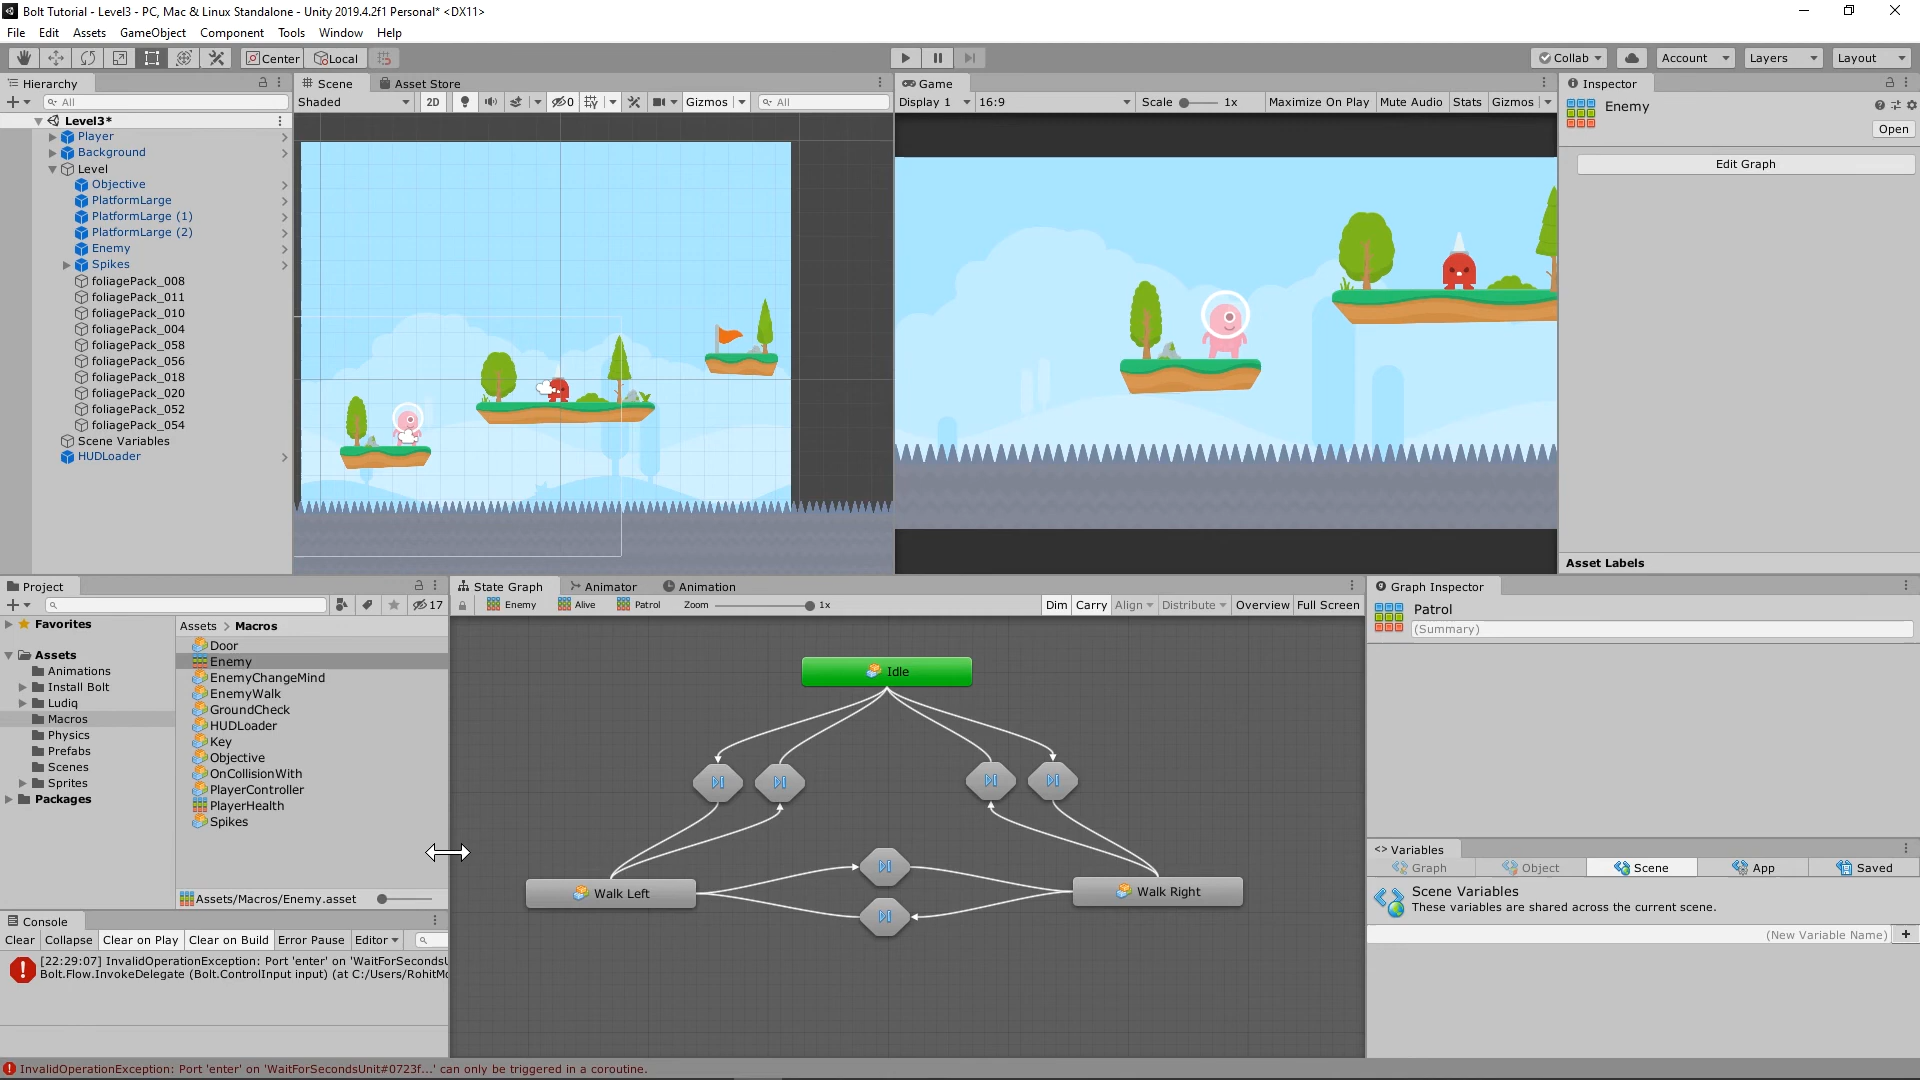 Bolt Tutorial - Level3 - PC, Mac & Linux Standalone - Unity 2019.4.2f1 Personal* <DX11>
File Edit Assets GameObject Component Tools Window Help
Center Local Collab Account Layers Layout
Hierarchy
All
Level3*
Player
Background
Level
Objective
PlatformLarge
PlatformLarge (1)
PlatformLarge (2)
Enemy
Spikes
foliagePack_008
foliagePack_011
foliagePack_010
foliagePack_004
foliagePack_058
foliagePack_056
foliagePack_018
foliagePack_020
foliagePack_052
foliagePack_054
Scene Variables
HUDLoader
Scene Asset Store
Shaded 2D 0 Gizmos All
Game
Display 1 16:9 Scale 1x Maximize On Play Mute Audio Stats Gizmos
Inspector
Enemy
Open
Edit Graph
Asset Labels
Project
17
Favorites
Assets
Animations
Install Bolt
Ludiq
Macros
Physics
Prefabs
Scenes
Sprites
Packages
Assets > Macros
Door
Enemy
EnemyChangeMind
EnemyWalk
GroundCheck
HUDLoader
Key
Objective
OnCollisionWith
PlayerController
PlayerHealth
Spikes
Assets/Macros/Enemy.asset
Console
Clear Collapse Clear on Play Clear on Build Error Pause Editor
[22:29:07] InvalidOperationException: Port 'enter' on 'WaitForSecondsU
Bolt.Flow.InvokeDelegate (Bolt.ControlInput input) (at C:/Users/RohitMo
State Graph Animator Animation
Enemy Alive Patrol Zoom 1x Dim Carry Align Distribute Overview Full Screen
Idle
Walk Left
Walk Right
Graph Inspector
Patrol
(Summary)
<> Variables
Graph Object Scene App Saved
Scene Variables
These variables are shared across the current scene.
(New Variable Name) +
InvalidOperationException: Port 'enter' on 'WaitForSecondsUnit#0723f...' can only be triggered in a coroutine.